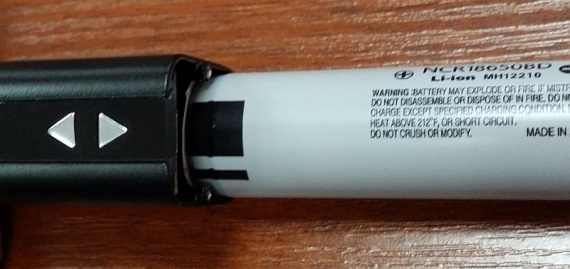 ⊕ NCR18650BD
Li-ion MH12210
WARNING :BATTERY MAY EXPLODE OR FIRE IF MISTR
DO NOT DISASSEMBLE OR DISPOSE OF IN FIRE, DO NO
CHARGE EXCEPT SPECIFIED CHARGING CONDITION,
HEAT ABOVE 212°F, OR SHORT CIRCUIT.
DO NOT CRUSH OR MODIFY. MADE IN